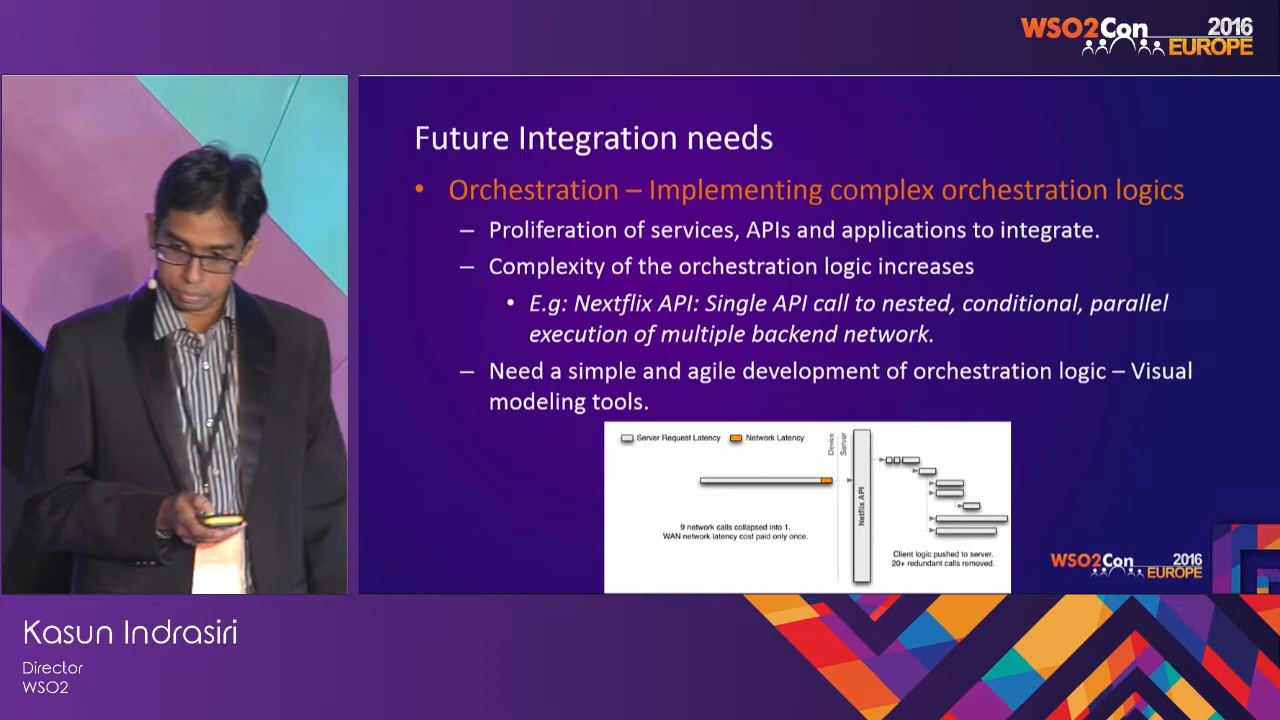 WSO2Con 2016
EUROPE
Future Integration needs
• Orchestration – Implementing complex orchestration logics
– Proliferation of services, APIs and applications to integrate.
– Complexity of the orchestration logic increases
• E.g: Nextflix API: Single API call to nested, conditional, parallel
execution of multiple backend network.
– Need a simple and agile development of orchestration logic – Visual
modeling tools.
Server Request Latency Network Latency
Device
Server
Netflix API
9 network calls collapsed into 1.
WAN network latency cost paid only once.
Client logic pushed to server.
20+ redundant calls removed.
WSO2Con 2016
EUROPE
Kasun Indrasiri
Director
WSO2